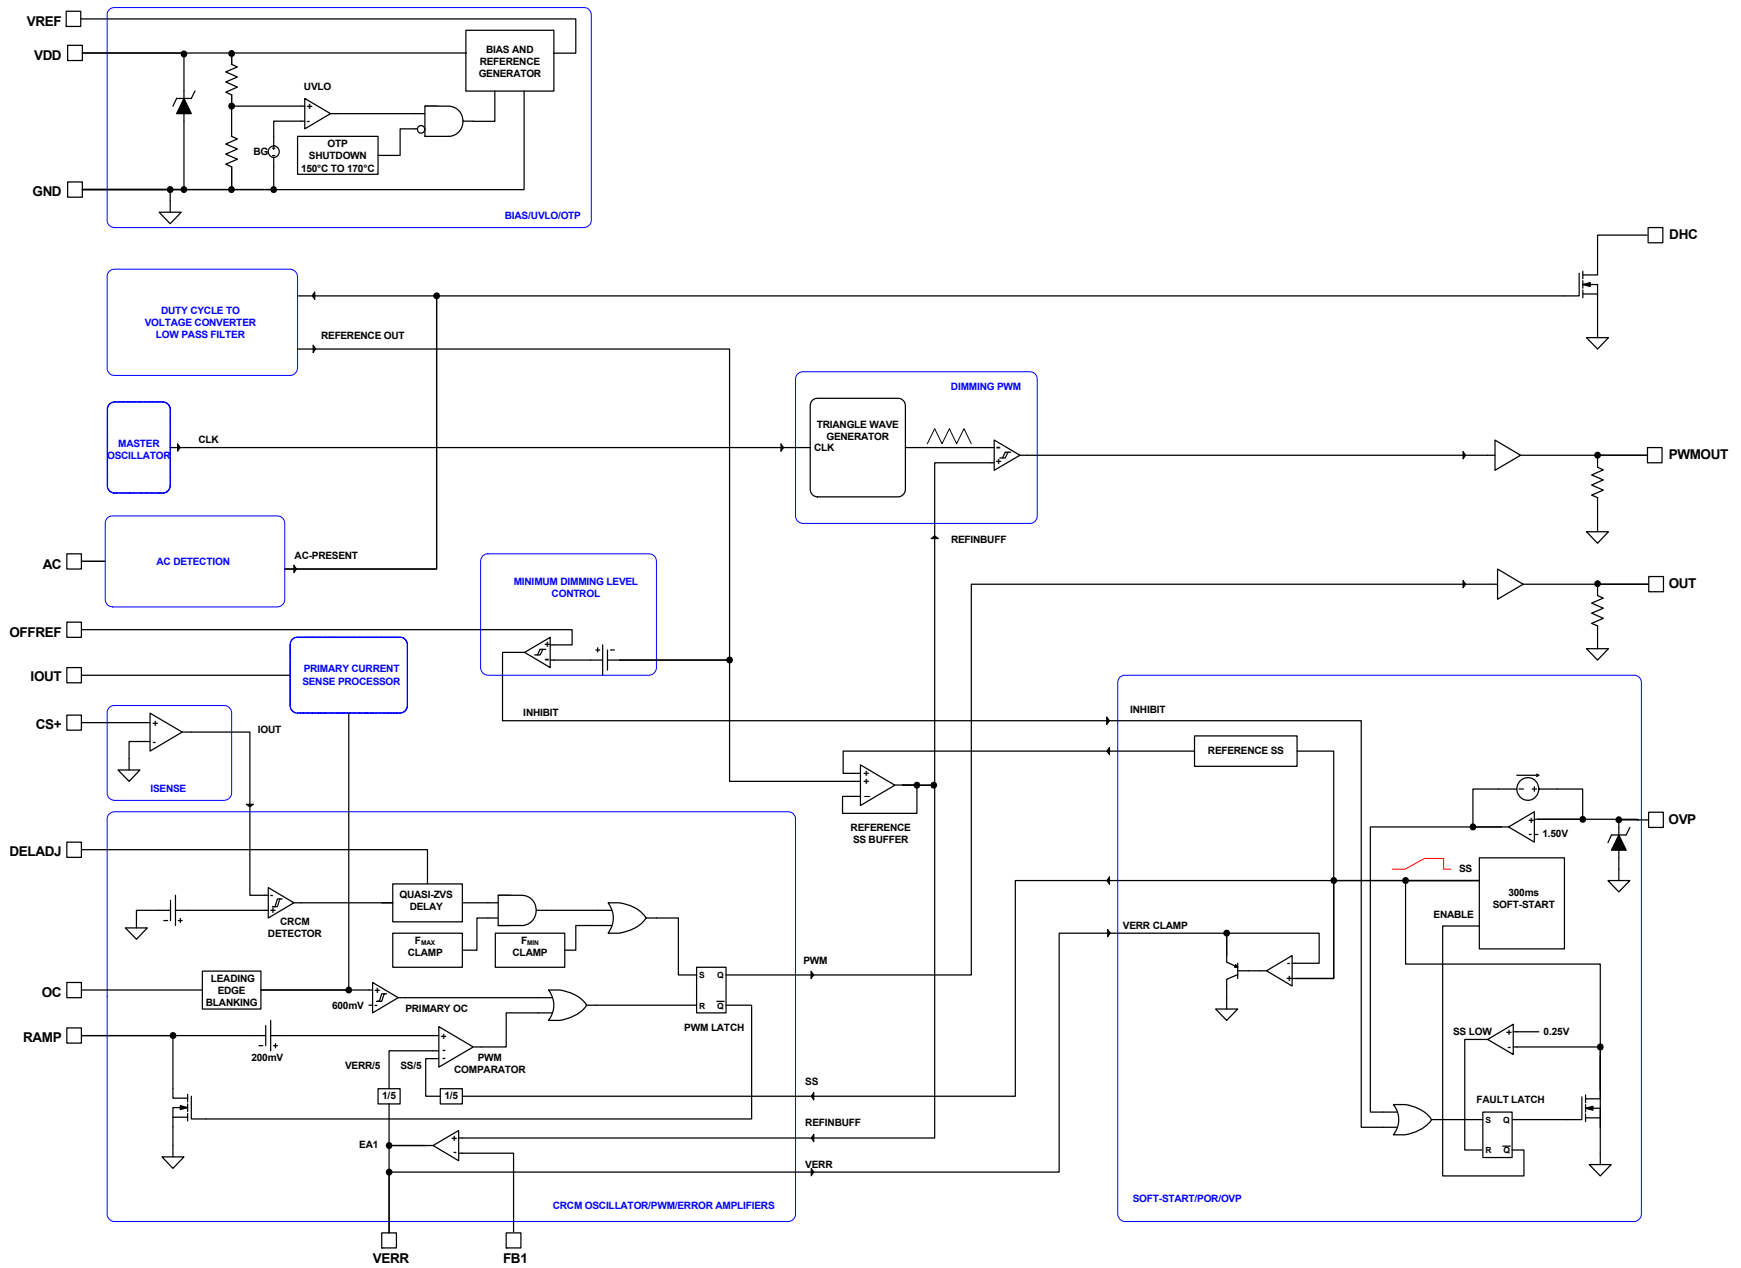 VREF
VDD
BIAS AND
REFERENCE
GENERATOR
UVLO
+
-
BG
+
-
OTP
SHUTDOWN
150°C TO 170°C
GND
BIAS/UVLO/OTP
DHC
DUTY CYCLE TO
VOLTAGE CONVERTER
LOW PASS FILTER
REFERENCE OUT
DIMMING PWM
MASTER
OSCILLATOR
CLK
TRIANGLE WAVE
GENERATOR
CLK
-
+
PWMOUT
REFINBUFF
AC
AC DETECTION
AC-PRESENT
MINIMUM DIMMING LEVEL
CONTROL
+
-
+ -
OUT
OFFREF
IOUT
PRIMARY CURRENT
SENSE PROCESSOR
CS+
+
-
IOUT
ISENSE
INHIBIT
INHIBIT
REFERENCE SS
+
+
-
REFERENCE
SS BUFFER
- +
+
-
1.50V
OVP
DELADJ
-
+
- +
CRCM
DETECTOR
QUASI-ZVS
DELAY
FMAX
CLAMP
FMIN
CLAMP
SS
300ms
SOFT-START
ENABLE
VERR CLAMP
-
+
OC
LEADING
EDGE
BLANKING
600mV
+
-
PRIMARY OC
S Q
R Q
PWM LATCH
PWM
RAMP
- +
200mV
+
-
-
PWM
COMPARATOR
VERR/5
SS/5
1/5
1/5
SS
SS LOW
+
-
0.25V
FAULT LATCH
S Q
R Q
REFINBUFF
EA1
+
-
VERR
CRCM OSCILLATOR/PWM/ERROR AMPLIFIERS
SOFT-START/POR/OVP
VERR
FB1